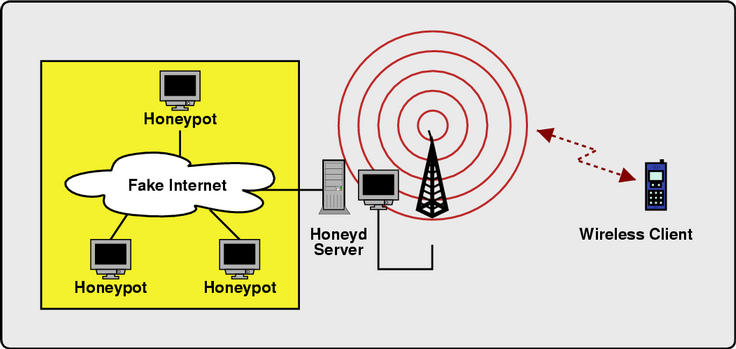 Honeypot
Fake Internet
Honeypot
Honeypot
Honeyd
Server
Wireless Client